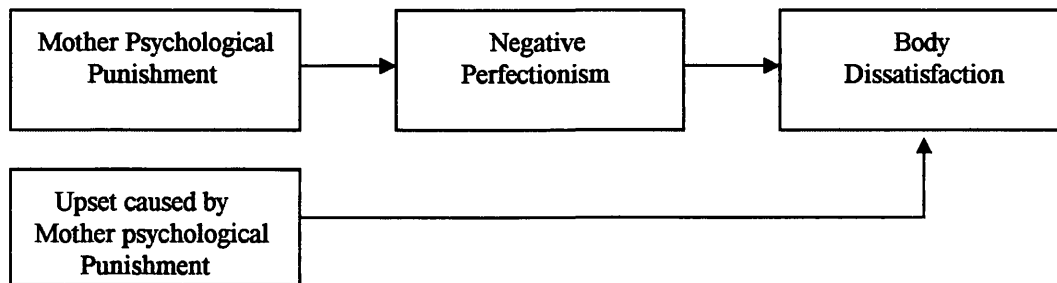 Mother Psychological
Punishment
Negative
Perfectionism
Body
Dissatisfaction
Upset caused by
Mother psychological
Punishment